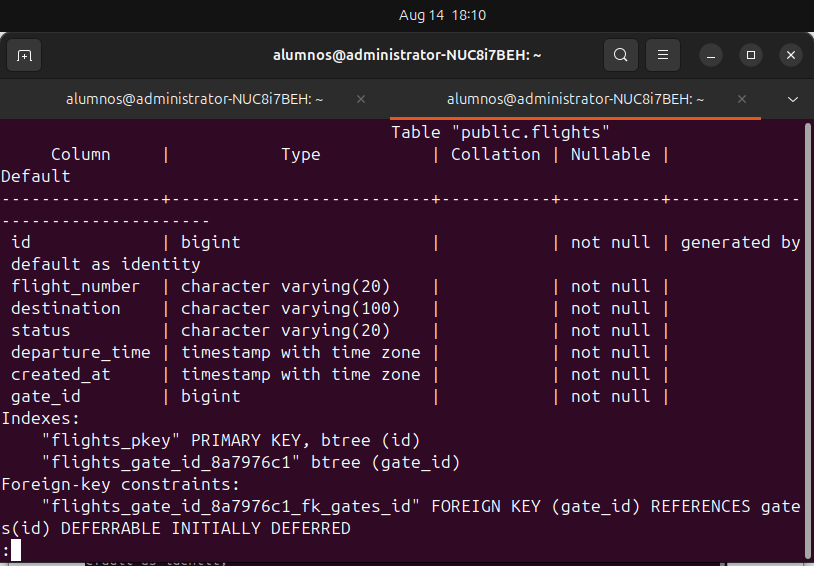 Aug 14 18:10
alumnos@administrator-NUC8i7BEH: ~
alumnos@administrator-NUC8i7BEH: ~ alumnos@administrator-NUC8i7BEH: ~
Table "public.flights"
Column | Type | Collation | Nullable |
Default
----------------+--------------------------+-----------+----------+-------------
---------------------
id | bigint | | not null | generated by
default as identity
flight_number | character varying(20) | | not null |
destination | character varying(100) | | not null |
status | character varying(20) | | not null |
departure_time | timestamp with time zone | | not null |
created_at | timestamp with time zone | | not null |
gate_id | bigint | | not null |
Indexes:
"flights_pkey" PRIMARY KEY, btree (id)
"flights_gate_id_8a7976c1" btree (gate_id)
Foreign-key constraints:
"flights_gate_id_8a7976c1_fk_gates_id" FOREIGN KEY (gate_id) REFERENCES gate
s(id) DEFERRABLE INITIALLY DEFERRED
: